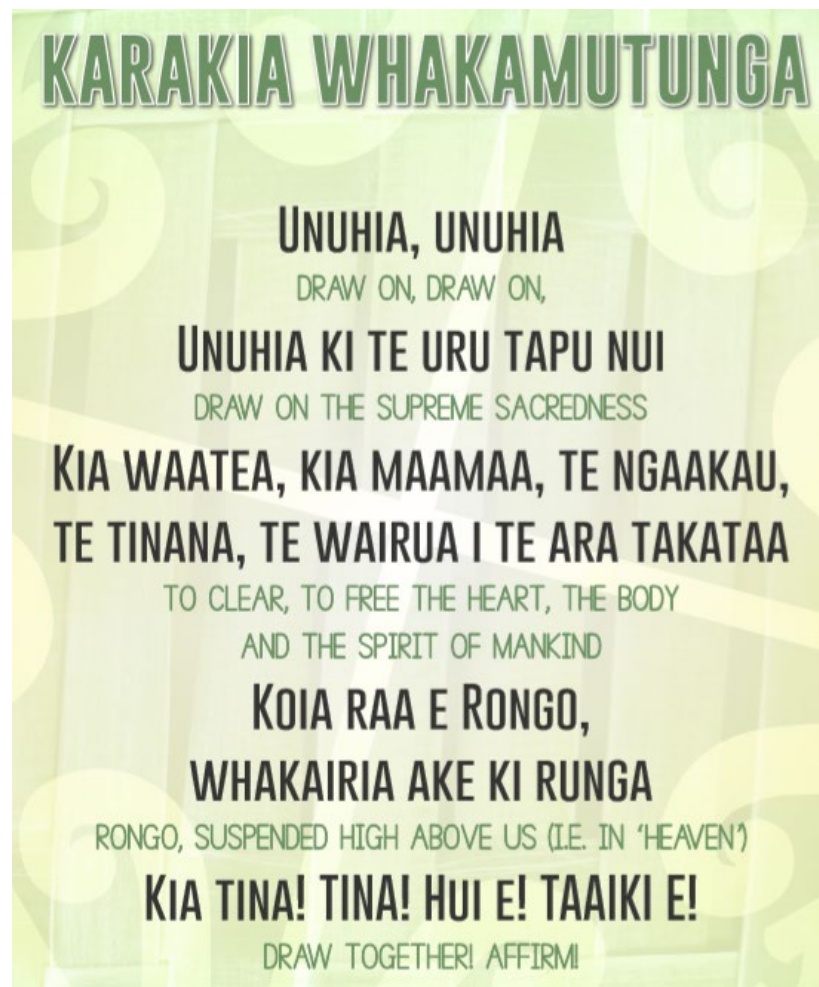 KARAKIA WHAKAMUTUNGA
UNUHIA, UNUHIA
DRAW ON, DRAW ON,
UNUHIA KI TE URU TAPU NUI
DRAW ON THE SUPREME SACREDNESS
KIA WAATEA, KIA MAAMAA, TE NGAAKAU,
TE TINANA, TE WAIRUA I TE ARA TAKATAA
TO CLEAR, TO FREE THE HEART, THE BODY
AND THE SPIRIT OF MANKIND
KOIA RAA E RONGO,
WHAKAIRIA AKE KI RUNGA
RONGO, SUSPENDED HIGH ABOVE US (I.E. IN ‘HEAVEN’)
KIA TINA! TINA! HUI E! TAAIKI E!
DRAW TOGETHER! AFFIRM!